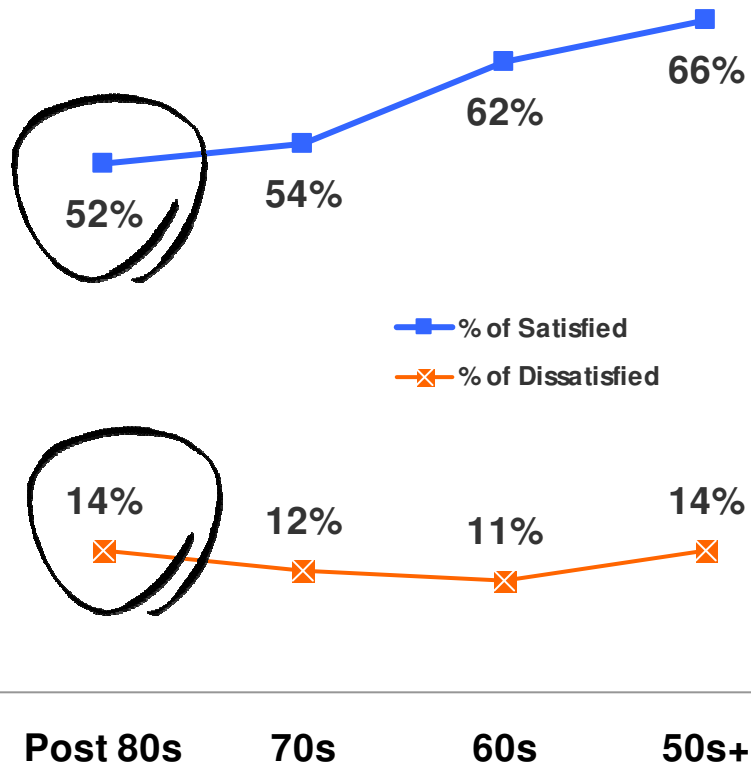 66%
62%
54%
52%
% of Satisfied
% of Dissatisfied
14%
12%
11%
14%
Post 80s 70s 60s 50s+